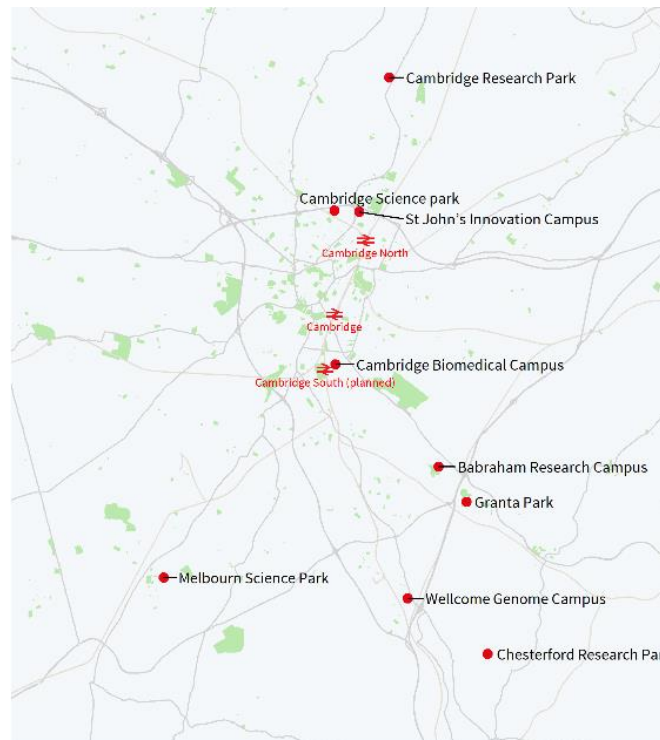 Cambridge Research Park
Cambridge Science park
St John's Innovation Campus
Cambridge North
Cambridge
Cambridge Biomedical Campus
Cambridge South (planned)
Babraham Research Campus
Granta Park
Melbourn Science Park
Wellcome Genome Campus
Chesterford Research Par